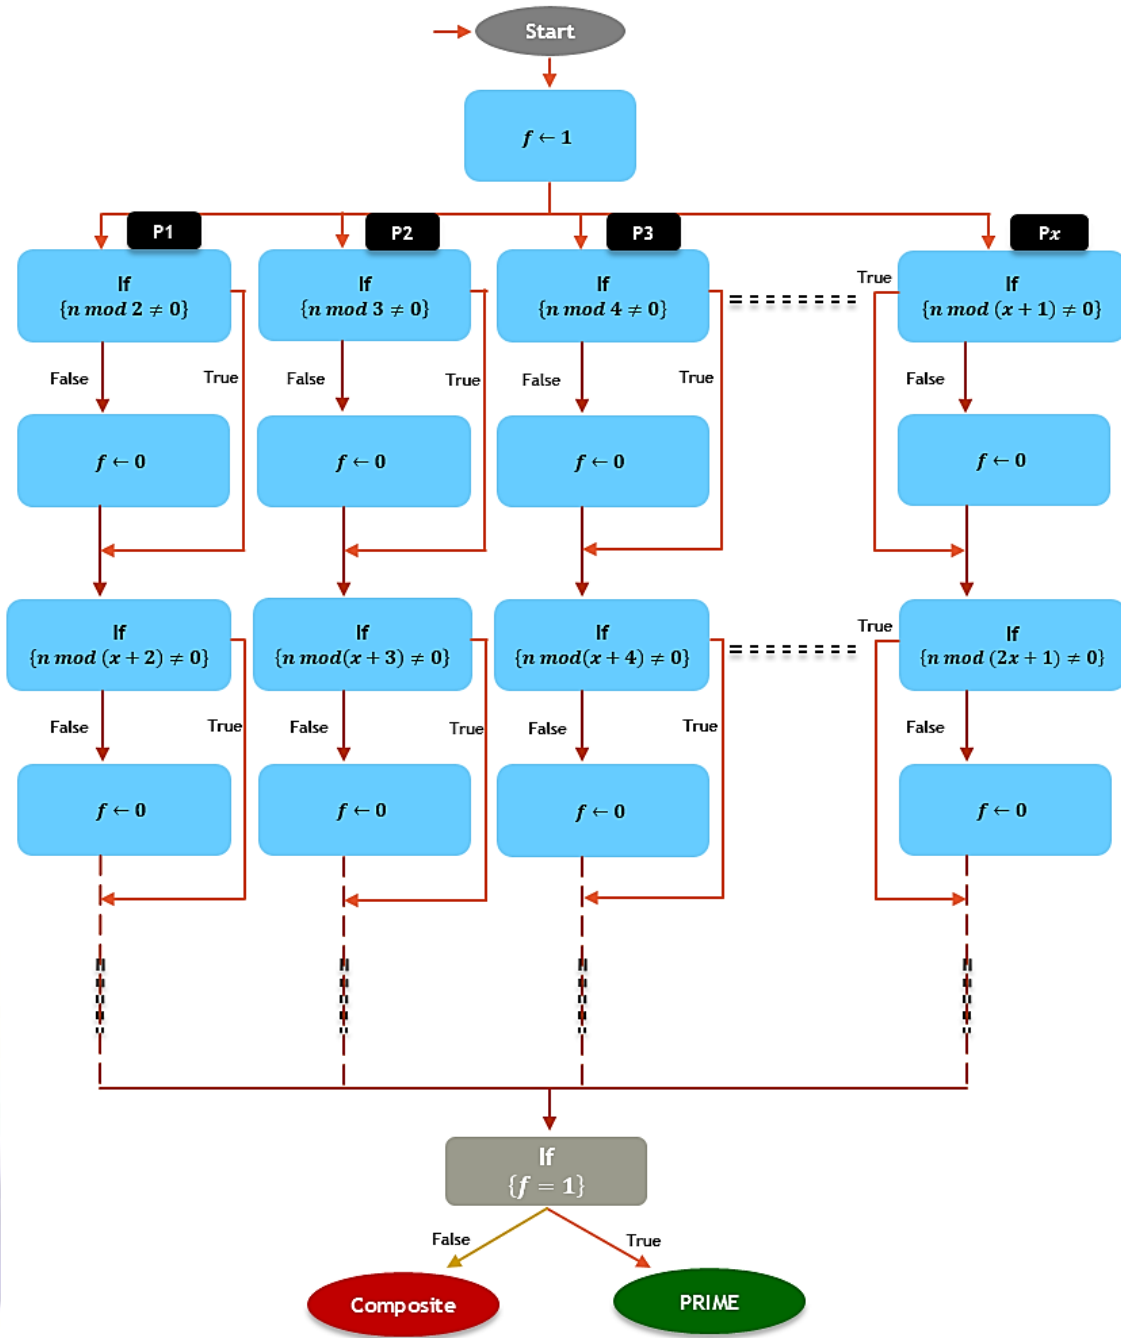 Start
f ← 1
P1
P2
P3
Px
If
{n mod 2 ≠ 0}
If
{n mod 3 ≠ 0}
If
{n mod 4 ≠ 0}
If
{n mod (x + 1) ≠ 0}
True
False
True
False
True
False
True
False
f ← 0
f ← 0
f ← 0
f ← 0
If
{n mod (x + 2) ≠ 0}
If
{n mod(x + 3) ≠ 0}
If
{n mod(x + 4) ≠ 0}
If
{n mod (2x + 1) ≠ 0}
True
False
True
False
True
False
True
False
f ← 0
f ← 0
f ← 0
f ← 0
If
{f = 1}
False
True
Composite
PRIME